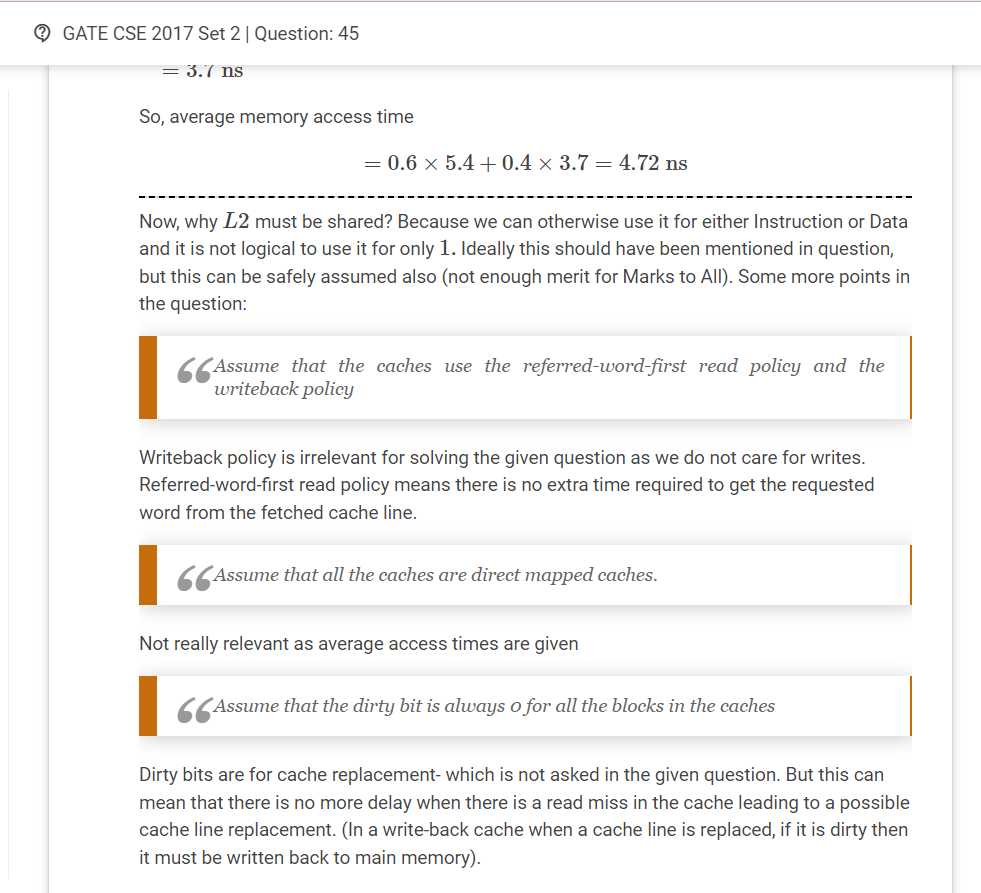 GATE CSE 2017 Set 2 | Question: 45
= 3.7 ns
So, average memory access time
= 0.6 × 5.4 + 0.4 × 3.7 = 4.72 ns
Now, why L2 must be shared? Because we can otherwise use it for either Instruction or Data
and it is not logical to use it for only 1. Ideally this should have been mentioned in question,
but this can be safely assumed also (not enough merit for Marks to All). Some more points in
the question:
Assume that the caches use the referred-word-first read policy and the
writeback policy
Writeback policy is irrelevant for solving the given question as we do not care for writes.
Referred-word-first read policy means there is no extra time required to get the requested
word from the fetched cache line.
Assume that all the caches are direct mapped caches.
Not really relevant as average access times are given
Assume that the dirty bit is always 0 for all the blocks in the caches
Dirty bits are for cache replacement- which is not asked in the given question. But this can
mean that there is no more delay when there is a read miss in the cache leading to a possible
cache line replacement. (In a write-back cache when a cache line is replaced, if it is dirty then
it must be written back to main memory).